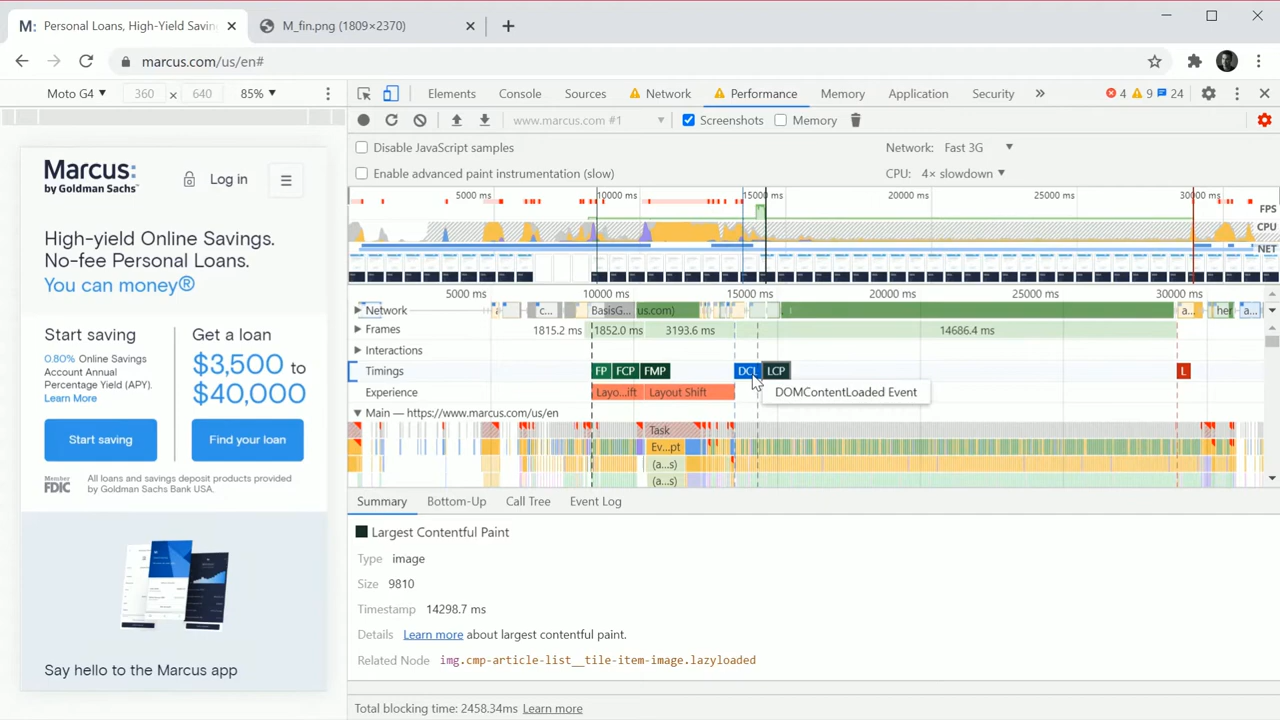 M: Personal Loans, High-Yield Savin
M_fin.png (1809×2370)
marcus.com/us/en#
Moto G4 ▼ 360 x 640 85% ▼
Elements Console Sources Network Performance Memory Application Security » 4 9 24
www.marcus.com #1 Screenshots Memory
Disable JavaScript samples Network: Fast 3G ▼
Enable advanced paint instrumentation (slow) CPU: 4× slowdown ▼
Marcus:
by Goldman Sachs™
Log in
High-yield Online Savings.
No-fee Personal Loans.
You can money®
Start saving
0.80% Online Savings
Account Annual
Percentage Yield (APY).
Learn More
Start saving
Get a loan
$3,500 to
$40,000
Find your loan
Member
FDIC
All loans and savings deposit products provided
by Goldman Sachs Bank USA.
Say hello to the Marcus app
5000 ms 10000 ms 15000 ms 20000 ms 25000 ms 30000 ms
FPS
CPU
NET
5000 ms 10000 ms 15000 ms 20000 ms 25000 ms 30000 ms
Network c... BasisG... us.com) a... her a...
Frames 1815.2 ms 1852.0 ms 3193.6 ms 14686.4 ms
Interactions
Timings FP FCP FMP DCL LCP L
Experience Layo...ift Layout Shift DOMContentLoaded Event
Main — https://www.marcus.com/us/en
Task
Ev...pt
(a...s)
(a...s)
Summary Bottom-Up Call Tree Event Log
Largest Contentful Paint
Type image
Size 9810
Timestamp 14298.7 ms
Details Learn more about largest contentful paint.
Related Node img.cmp-article-list__tile-item-image.lazyloaded
Total blocking time: 2458.34ms Learn more